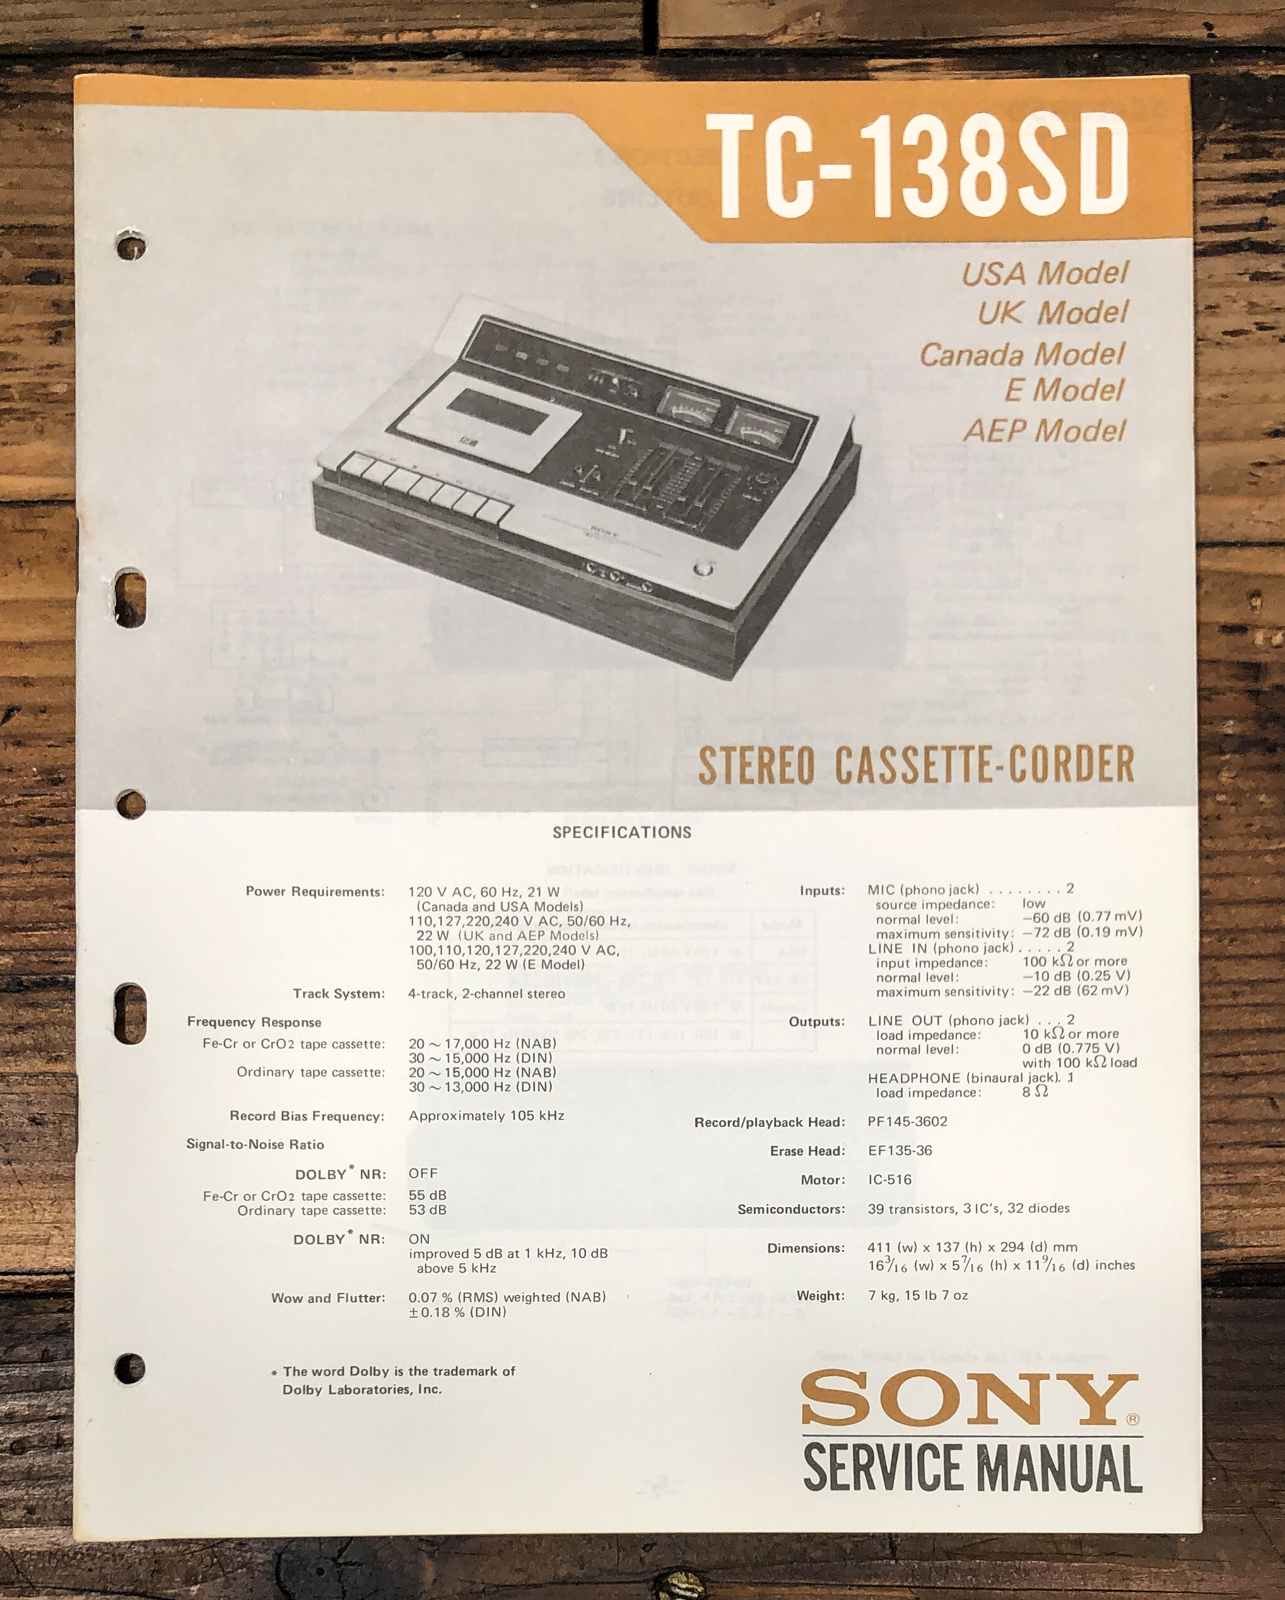 TC-138SD
USA Model
UK Model
Canada Model
E Model
AEP Model
STEREO CASSETTE-CORDER
SPECIFICATIONS
Power Requirements: 120 V AC, 60 Hz, 21 W
(Canada and USA Models)
110,127,220,240 V AC, 50/60 Hz,
22 W (UK and AEP Models)
100,110,120,127,220,240 V AC,
50/60 Hz, 22 W (E Model)
Track System: 4-track, 2-channel stereo
Frequency Response
Fe-Cr or CrO2 tape cassette: 20 ~ 17,000 Hz (NAB)
30 ~ 15,000 Hz (DIN)
Ordinary tape cassette: 20 ~ 15,000 Hz (NAB)
30 ~ 13,000 Hz (DIN)
Record Bias Frequency: Approximately 105 kHz
Signal-to-Noise Ratio
DOLBY* NR: OFF
Fe-Cr or CrO2 tape cassette: 55 dB
Ordinary tape cassette: 53 dB
DOLBY* NR: ON
improved 5 dB at 1 kHz, 10 dB
above 5 kHz
Wow and Flutter: 0.07 % (RMS) weighted (NAB)
±0.18 % (DIN)
* The word Dolby is the trademark of
Dolby Laboratories, Inc.
Inputs: MIC (phono jack) . . . . . . . . 2
source impedance: low
normal level: −60 dB (0.77 mV)
maximum sensitivity: −72 dB (0.19 mV)
LINE IN (phono jack) . . . . . 2
input impedance: 100 kΩ or more
normal level: −10 dB (0.25 V)
maximum sensitivity: −22 dB (62 mV)
Outputs: LINE OUT (phono jack) . . . 2
load impedance: 10 kΩ or more
normal level: 0 dB (0.775 V)
with 100 kΩ load
HEADPHONE (binaural jack). 1
load impedance: 8 Ω
Record/playback Head: PF145-3602
Erase Head: EF135-36
Motor: IC-516
Semiconductors: 39 transistors, 3 IC's, 32 diodes
Dimensions: 411 (w) x 137 (h) x 294 (d) mm
16 3/16 (w) x 5 7/16 (h) x 11 9/16 (d) inches
Weight: 7 kg, 15 lb 7 oz
SONY®
SERVICE MANUAL